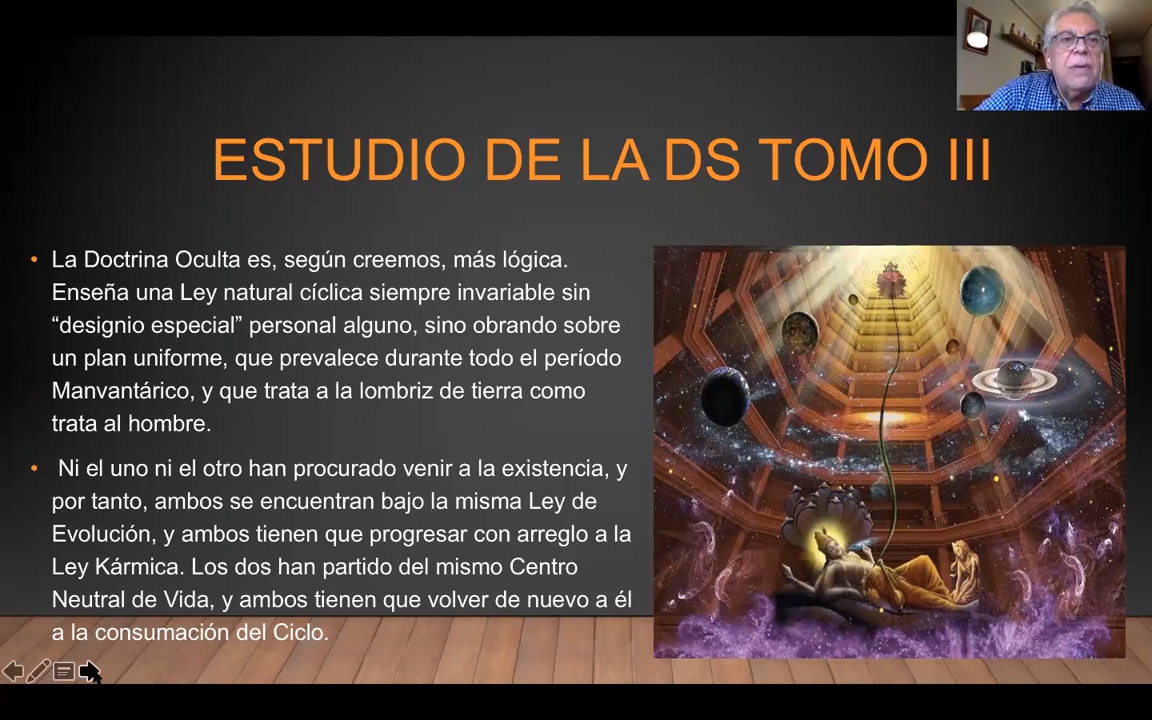 ESTUDIO DE LA DS TOMO III
• La Doctrina Oculta es, según creemos, más lógica.
Enseña una Ley natural cíclica siempre invariable sin
“designio especial” personal alguno, sino obrando sobre
un plan uniforme, que prevalece durante todo el período
Manvantárico, y que trata a la lombriz de tierra como
trata al hombre.
• Ni el uno ni el otro han procurado venir a la existencia, y
por tanto, ambos se encuentran bajo la misma Ley de
Evolución, y ambos tienen que progresar con arreglo a la
Ley Kármica. Los dos han partido del mismo Centro
Neutral de Vida, y ambos tienen que volver de nuevo a él
a la consumación del Ciclo.